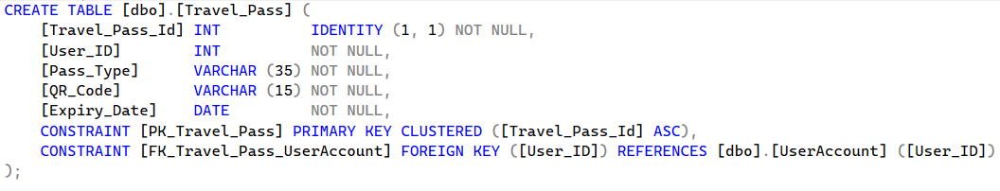 CREATE TABLE [dbo].[Travel_Pass] (
    [Travel_Pass_Id] INT          IDENTITY (1, 1) NOT NULL,
    [User_ID]        INT          NOT NULL,
    [Pass_Type]      VARCHAR (35) NOT NULL,
    [QR_Code]        VARCHAR (15) NOT NULL,
    [Expiry_Date]    DATE         NOT NULL,
    CONSTRAINT [PK_Travel_Pass] PRIMARY KEY CLUSTERED ([Travel_Pass_Id] ASC),
    CONSTRAINT [FK_Travel_Pass_UserAccount] FOREIGN KEY ([User_ID]) REFERENCES [dbo].[UserAccount] ([User_ID])
);